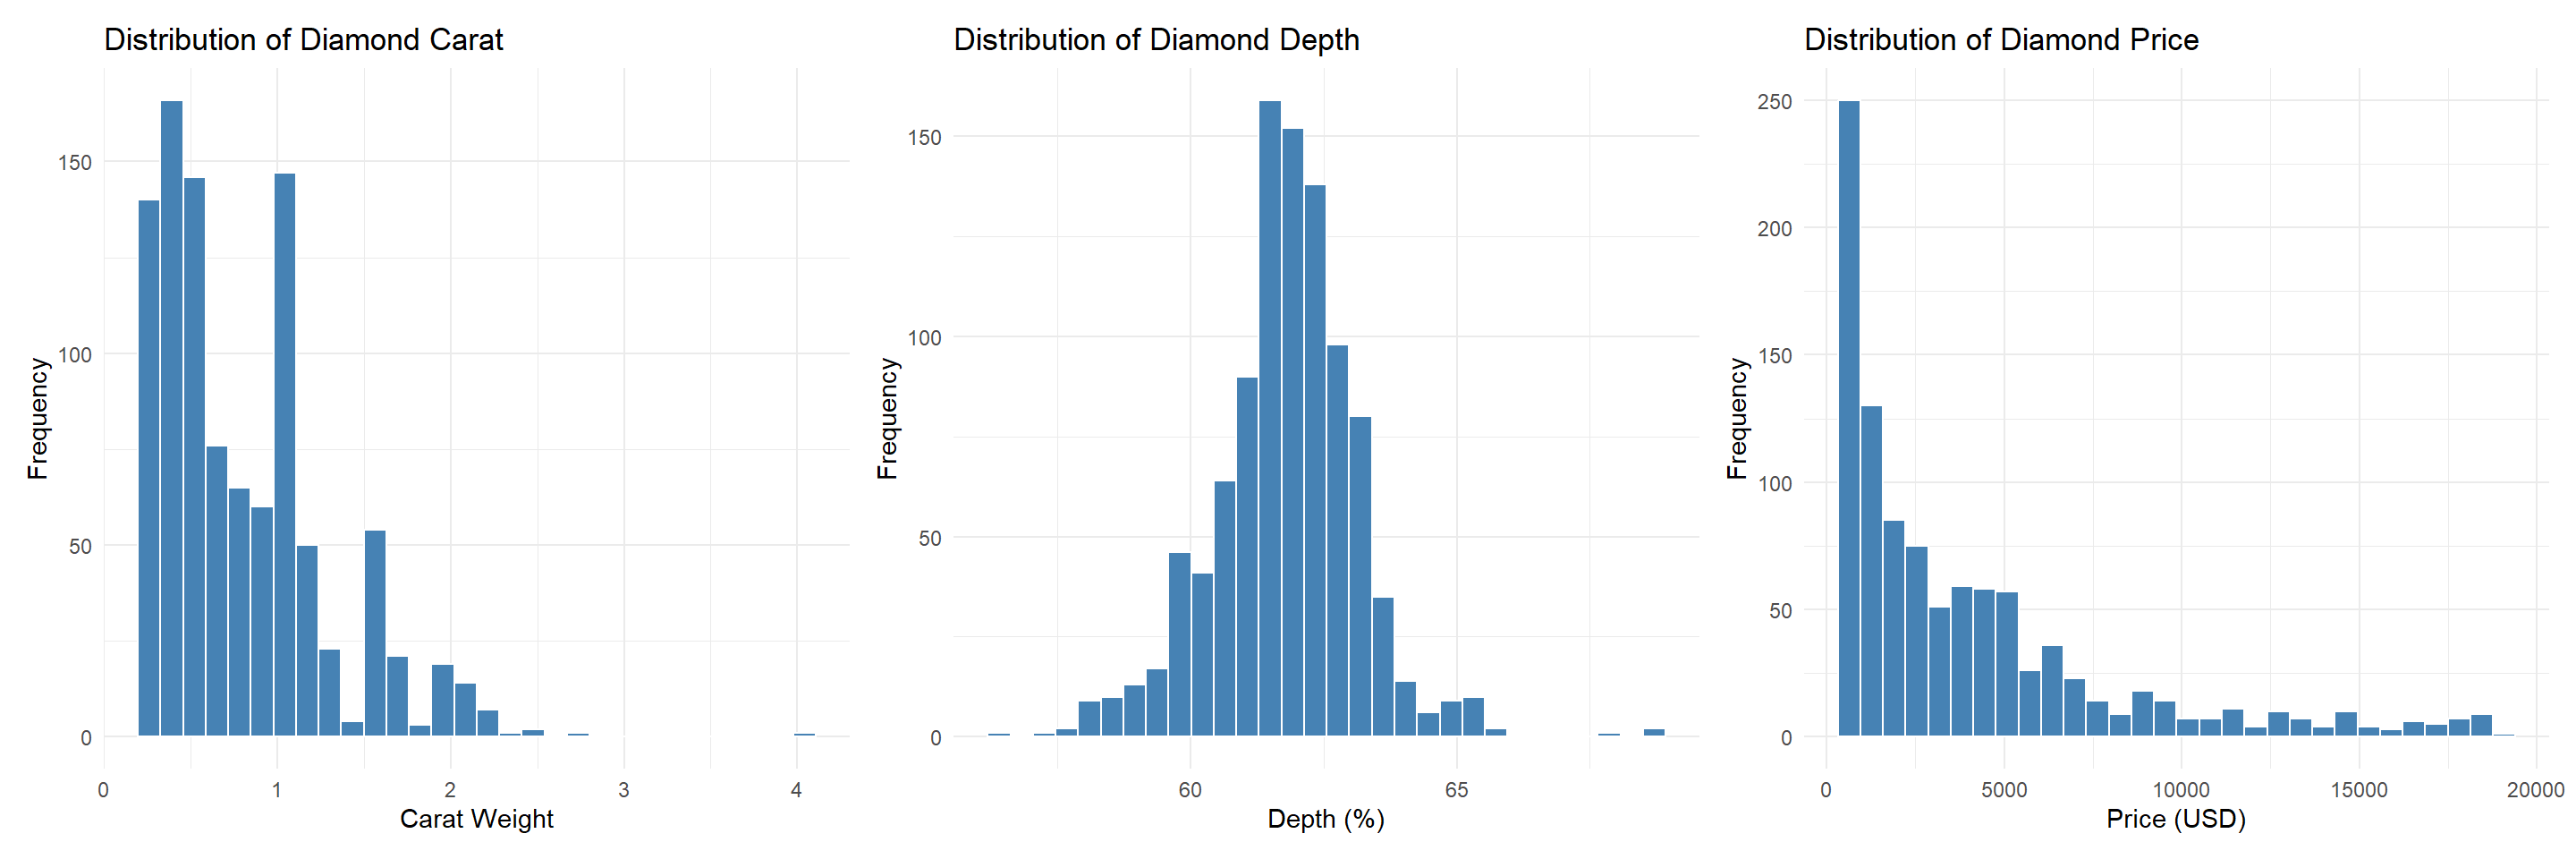 Distribution of Diamond Carat
Frequency
150
100
50
0
0 1 2 3 4
Carat Weight
Distribution of Diamond Depth
Frequency
150
100
50
0
60 65
Depth (%)
Distribution of Diamond Price
Frequency
250
200
150
100
50
0
0 5000 10000 15000 20000
Price (USD)